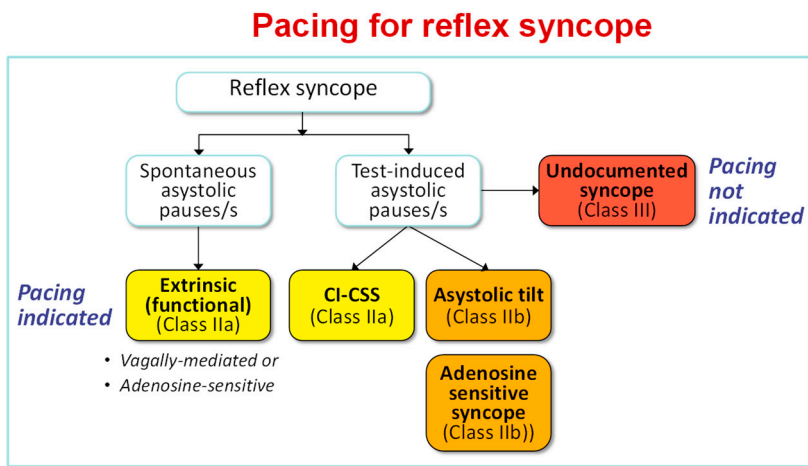 Pacing for reflex syncope
Reflex syncope
Spontaneous
asystolic
pauses/s
Test-induced
asystolic
pauses/s
Undocumented
syncope
(Class III)
Pacing
not
indicated
Pacing
indicated
Extrinsic
(functional)
(Class IIa)
CI-CSS
(Class IIa)
Asystolic tilt
(Class IIb)
• Vagally-mediated or
• Adenosine-sensitive
Adenosine
sensitive
syncope
(Class IIb))